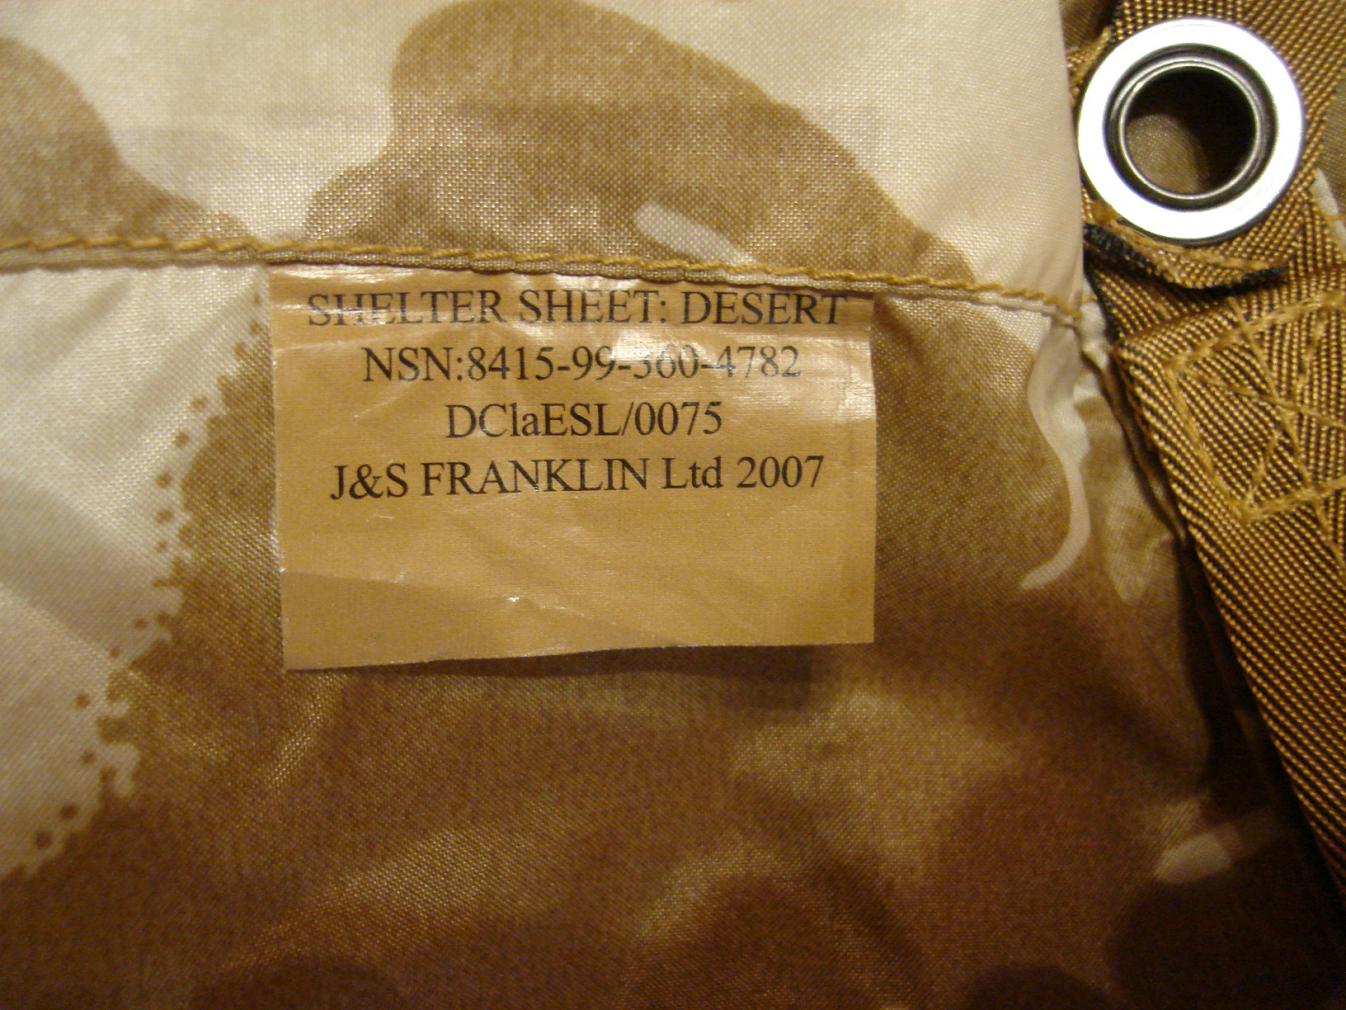 SHELTER SHEET: DESERT
NSN:8415-99-360-4782
DClaESL/0075
J&S FRANKLIN Ltd 2007